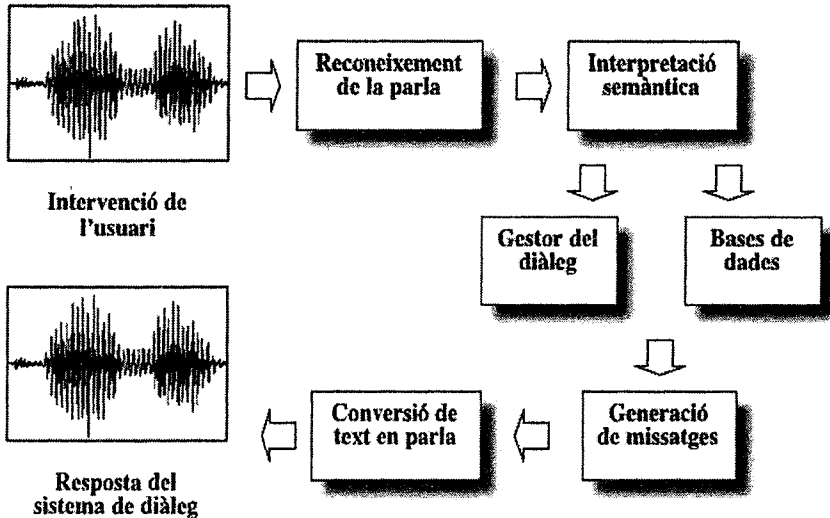 Reconeixement
de la parla
Interpretació
semàntica
Intervenció de
l'usuari
Gestor del
diàleg
Bases de
dades
Conversió de
text en parla
Generació
de missatges
Resposta del
sistema de diàleg